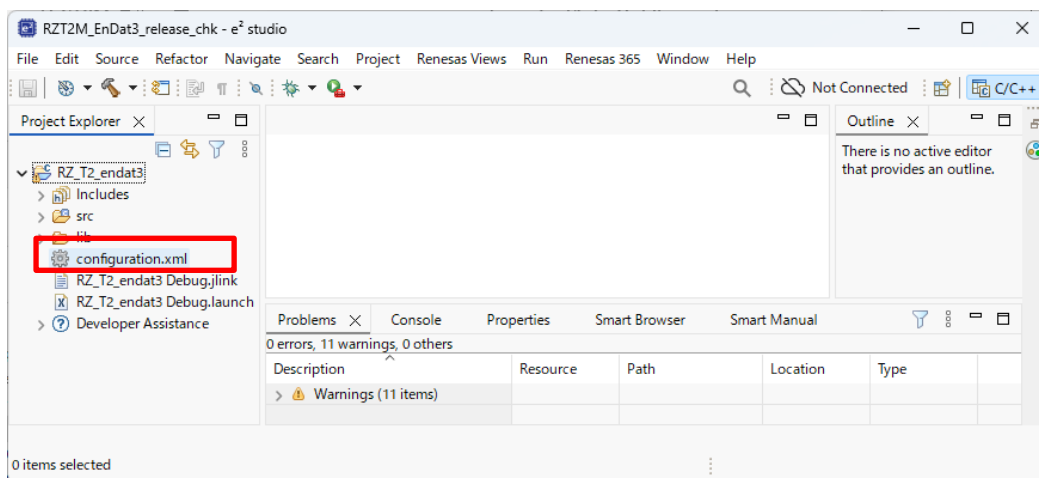 RZT2M_EnDat3_release_chk - e² studio
File Edit Source Refactor Navigate Search Project Renesas Views Run Renesas 365 Window Help
Not Connected C/C++
Project Explorer
Outline
There is no active editor
that provides an outline.
RZ_T2_endat3
Includes
src
lib
configuration.xml
RZ_T2_endat3 Debug.jlink
RZ_T2_endat3 Debug.launch
Developer Assistance
Problems Console Properties Smart Browser Smart Manual
0 errors, 11 warnings, 0 others
Description Resource Path Location Type
Warnings (11 items)
0 items selected